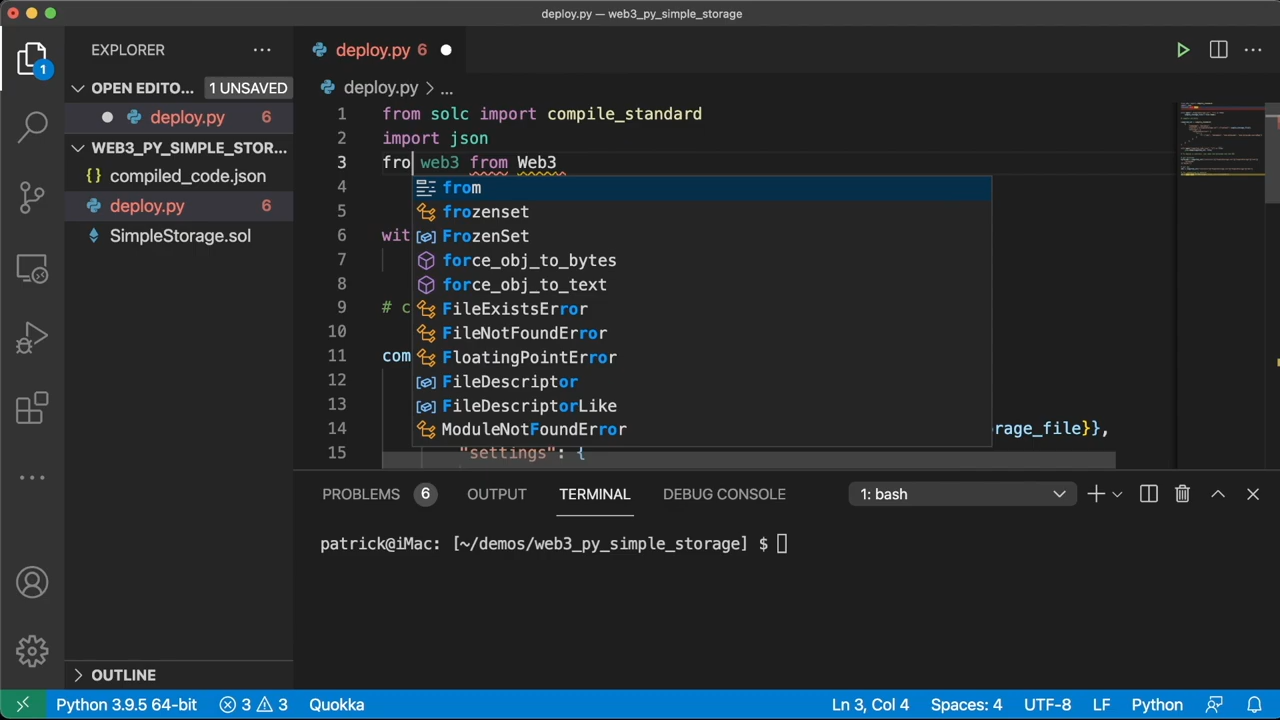 deploy.py — web3_py_simple_storage
EXPLORER
OPEN EDITO... 1 UNSAVED
deploy.py 6
WEB3_PY_SIMPLE_STOR...
{} compiled_code.json
deploy.py 6
SimpleStorage.sol
OUTLINE
1
deploy.py 6
deploy.py > ...
1 from solc import compile_standard
2 import json
3 fro web3 from Web3
4
5
6 wit
7
8
9 # c
10
11 com
12
13
14 rage_file}},
15 "settings": {
from
frozenset
FrozenSet
force_obj_to_bytes
force_obj_to_text
FileExistsError
FileNotFoundError
FloatingPointError
FileDescriptor
FileDescriptorLike
ModuleNotFoundError
PROBLEMS 6 OUTPUT TERMINAL DEBUG CONSOLE 1: bash
patrick@iMac: [~/demos/web3_py_simple_storage] $
Python 3.9.5 64-bit 3 3 Quokka Ln 3, Col 4 Spaces: 4 UTF-8 LF Python